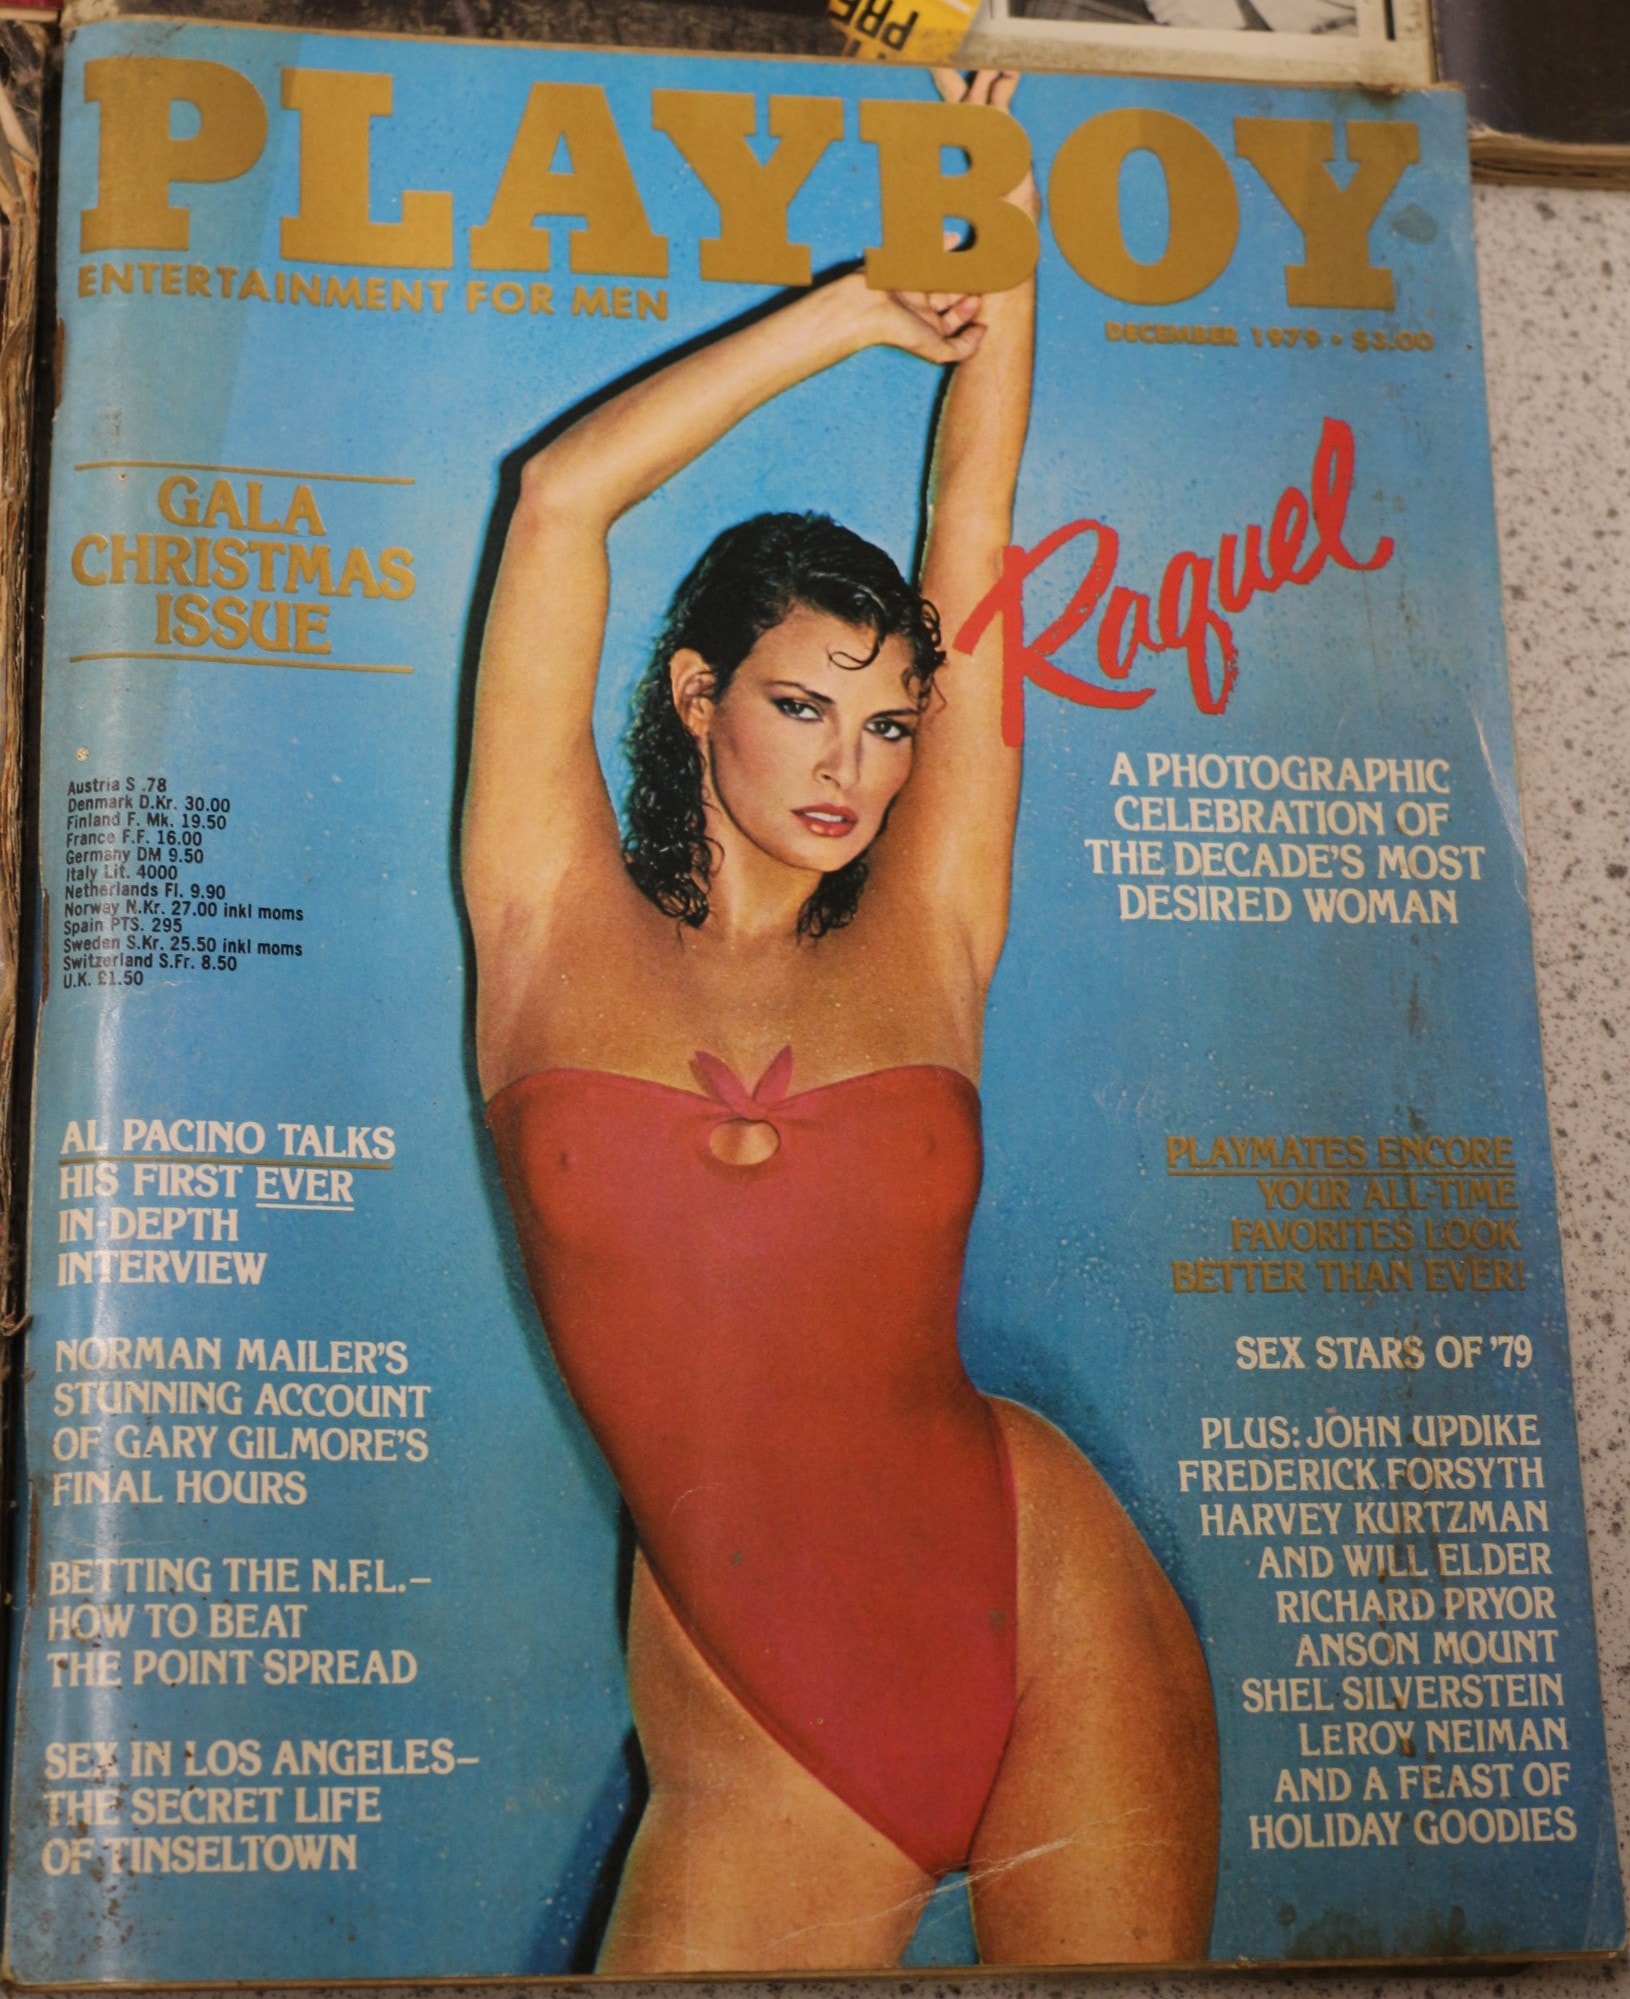 PRE
PLAYBOY
ENTERTAINMENT FOR MEN
DECEMBER 1979 • $3.00
GALA
CHRISTMAS
ISSUE
Raquel
A PHOTOGRAPHIC
CELEBRATION OF
THE DECADE'S MOST
DESIRED WOMAN
Austria S .78
Denmark D.Kr. 30.00
Finland F. Mk. 19.50
France F.F. 16.00
Germany DM 9.50
Italy Lit. 4000
Netherlands Fl. 9.90
Norway N.Kr. 27.00 inkl moms
Spain PTS. 295
Sweden S.Kr. 25.50 inkl moms
Switzerland S.Fr. 8.50
U.K. £1.50
AL PACINO TALKS
HIS FIRST EVER
IN-DEPTH
INTERVIEW
NORMAN MAILER'S
STUNNING ACCOUNT
OF GARY GILMORE'S
FINAL HOURS
BETTING THE N.F.L.–
HOW TO BEAT
THE POINT SPREAD
SEX IN LOS ANGELES–
THE SECRET LIFE
OF TINSELTOWN
PLAYMATES ENCORE
YOUR ALL-TIME
FAVORITES LOOK
BETTER THAN EVER!
SEX STARS OF '79
PLUS: JOHN UPDIKE
FREDERICK FORSYTH
HARVEY KURTZMAN
AND WILL ELDER
RICHARD PRYOR
ANSON MOUNT
SHEL SILVERSTEIN
LEROY NEIMAN
AND A FEAST OF
HOLIDAY GOODIES